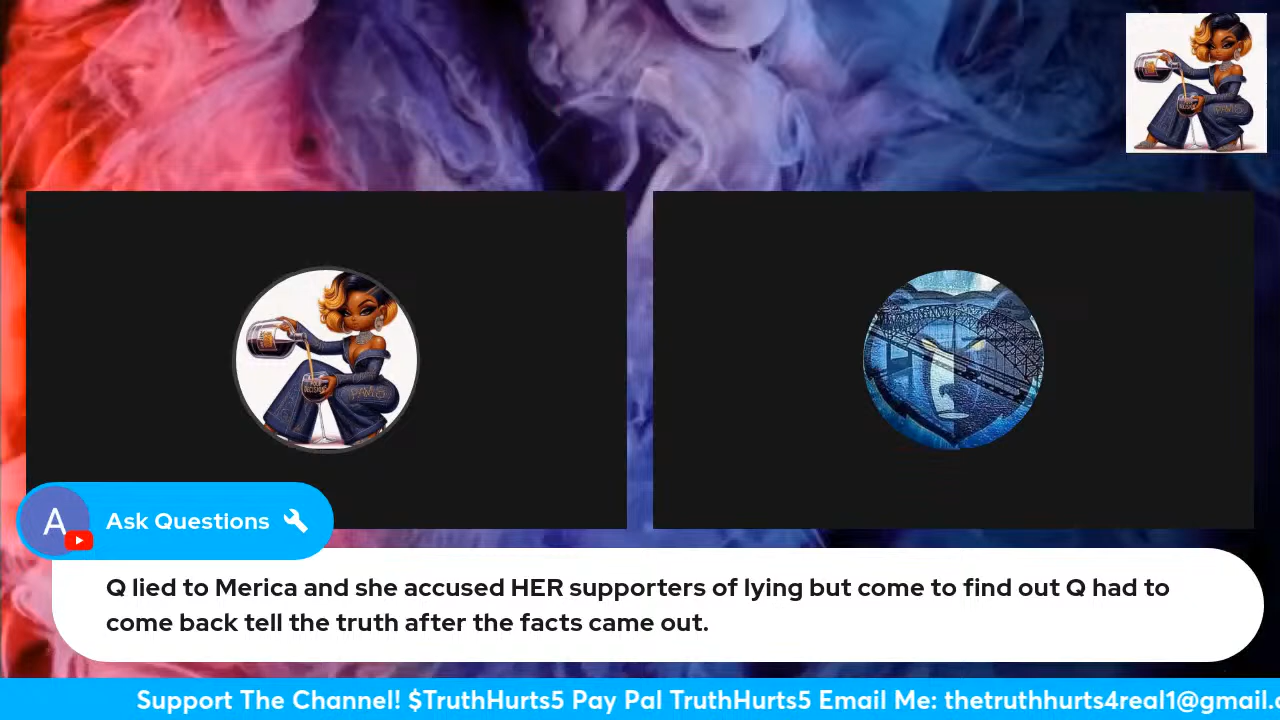 A Ask Questions
Q lied to Merica and she accused HER supporters of lying but come to find out Q had to
come back tell the truth after the facts came out.
Support The Channel! $TruthHurts5 Pay Pal TruthHurts5 Email Me: thetruthhurts4real1@gmail.c